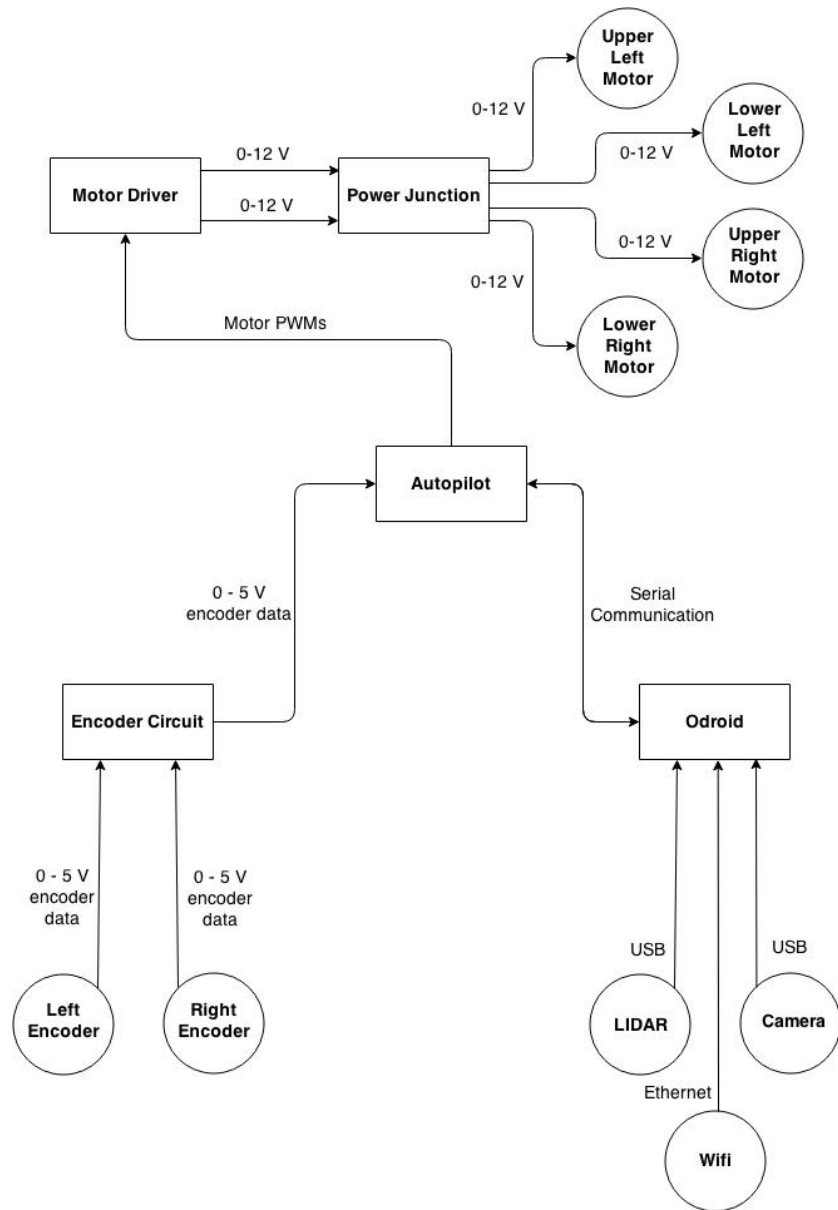 Upper
Left
Motor
0-12 V
Lower
Left
Motor
0-12 V
0-12 V
Motor Driver
0-12 V
Power Junction
0-12 V
Upper
Right
Motor
0-12 V
0-12 V
Lower
Right
Motor
Motor PWMs
Autopilot
0 - 5 V
encoder data
Serial
Communication
Encoder Circuit
Odroid
0 - 5 V
encoder
data
0 - 5 V
encoder
data
USB
USB
Left
Encoder
Right
Encoder
LIDAR
Camera
Ethernet
Wifi